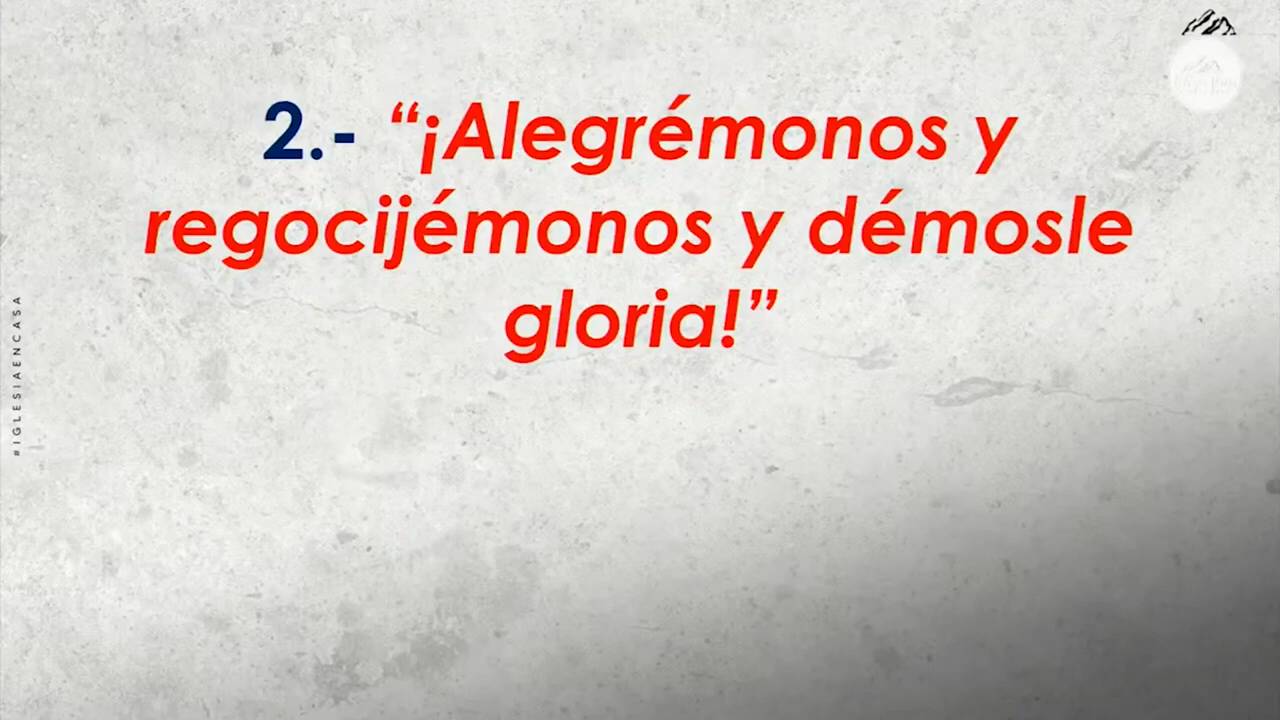 2.- “¡Alegrémonos y
regocijémonos y démosle
gloria!”
#IGLESIAENCASA